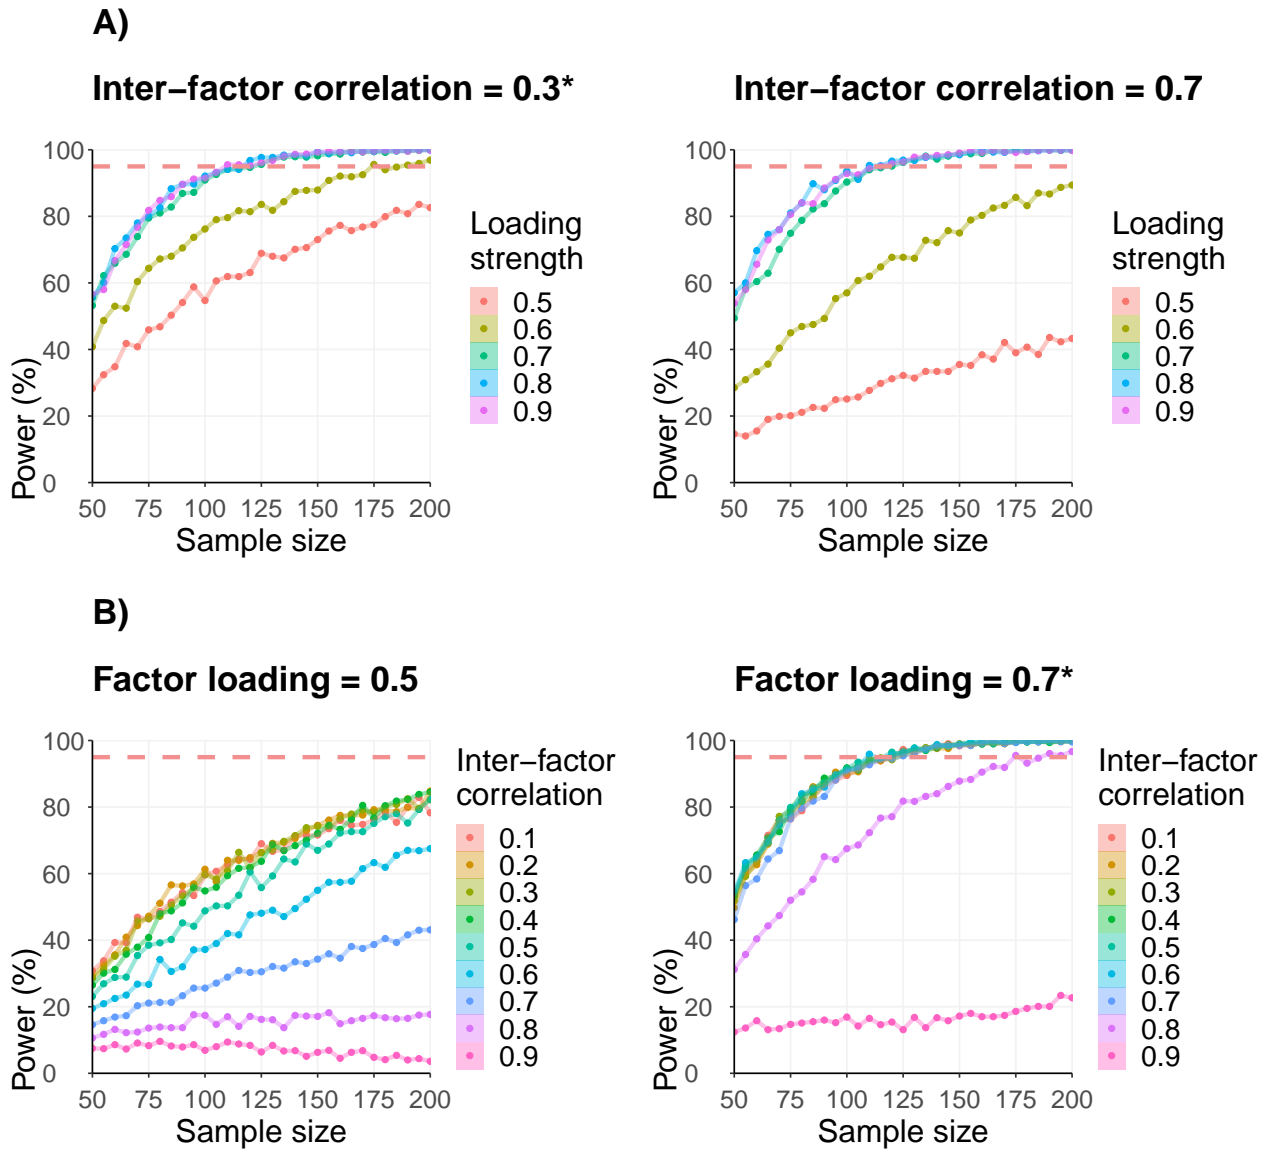 A)
Inter−factor correlation = 0.3*
Inter−factor correlation = 0.7
100
80
60
40
20
0
Power (%)
50 75 100 125 150 175 200
Sample size
Loading
strength
0.5
0.6
0.7
0.8
0.9
100
80
60
40
20
0
Power (%)
50 75 100 125 150 175 200
Sample size
Loading
strength
0.5
0.6
0.7
0.8
0.9
B)
Factor loading = 0.5
Factor loading = 0.7*
100
80
60
40
20
0
Power (%)
50 75 100 125 150 175 200
Sample size
Inter−factor
correlation
0.1
0.2
0.3
0.4
0.5
0.6
0.7
0.8
0.9
100
80
60
40
20
0
Power (%)
50 75 100 125 150 175 200
Sample size
Inter−factor
correlation
0.1
0.2
0.3
0.4
0.5
0.6
0.7
0.8
0.9